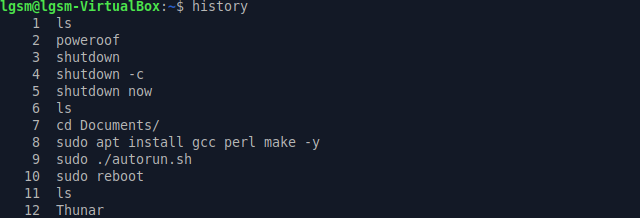 lgsm@lgsm-VirtualBox:~$ history
1 ls
2 poweroof
3 shutdown
4 shutdown -c
5 shutdown now
6 ls
7 cd Documents/
8 sudo apt install gcc perl make -y
9 sudo ./autorun.sh
10 sudo reboot
11 ls
12 Thunar